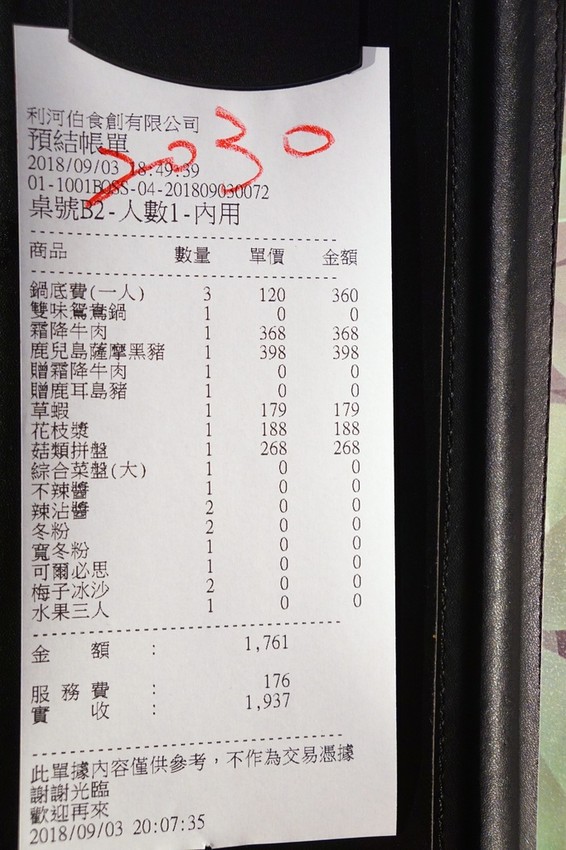 利河伯食創有限公司
預結帳單
2030
2018/09/03 18:49:39
01-1001BOSS-04-201809030072
桌號B2-人數1-內用
商品 數量 單價 金額
鍋底費(一人) 3 120 360
雙味鴛鴦鍋 1 0 0
霜降牛肉 1 368 368
鹿兒島薩摩黑豬 1 398 398
贈霜降牛肉 1 0 0
贈鹿耳島豬 1 0 0
草蝦 1 179 179
花枝漿 1 188 188
菇類拼盤 1 268 268
綜合菜盤(大) 1 0 0
不辣醬 1 0 0
辣沾醬 2 0 0
冬粉 2 0 0
寬冬粉 1 0 0
可爾必思 1 0 0
梅子冰沙 2 0 0
水果三人 1 0 0
金額: 1,761
服務費: 176
實收: 1,937
此單據內容僅供參考，不作為交易憑據
謝謝光臨
歡迎再來
2018/09/03 20:07:35